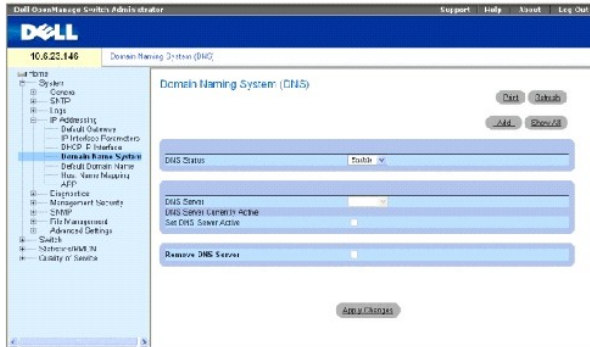 Dell OpenManage Switch Administrator
Support Help About Log Out
DELL
10.6.23.146
Domain Naming System (DNS)
Home
System
General
SNTP
Logs
IP Addressing
Default Gateway
IP Interface Parameters
DHCP IP Interface
Domain Name System
Default Domain Name
Host Name Mapping
ARP
Diagnostics
Management Security
SNMP
File Management
Advanced Settings
Switch
Statistics/RMON
Quality of Service
Domain Naming System (DNS)
Print Refresh
Add Show All
DNS Status Enable
DNS Server
DNS Server Currently Active
Set DNS Server Active
Remove DNS Server
Apply Changes